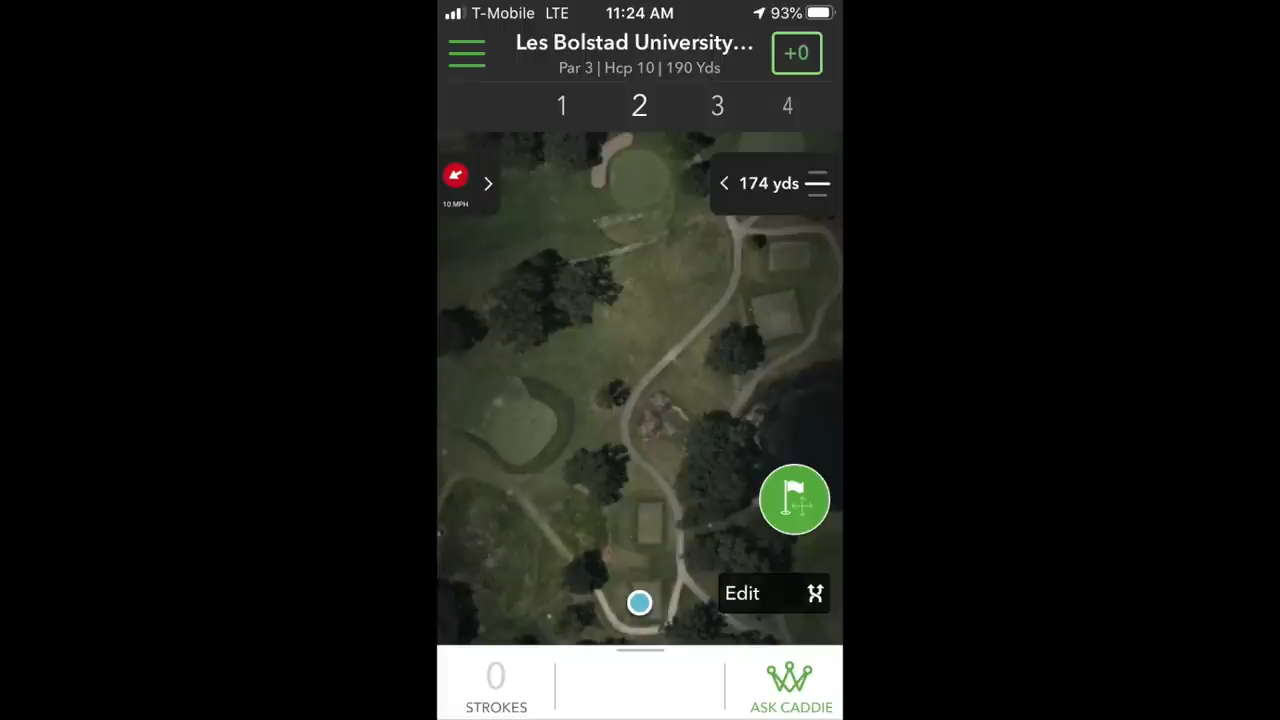 T-Mobile LTE 11:24 AM 93%
Les Bolstad University...
Par 3 | Hcp 10 | 190 Yds
+0
1 2 3 4
10 MPH
174 yds
Edit
0
STROKES
ASK CADDIE